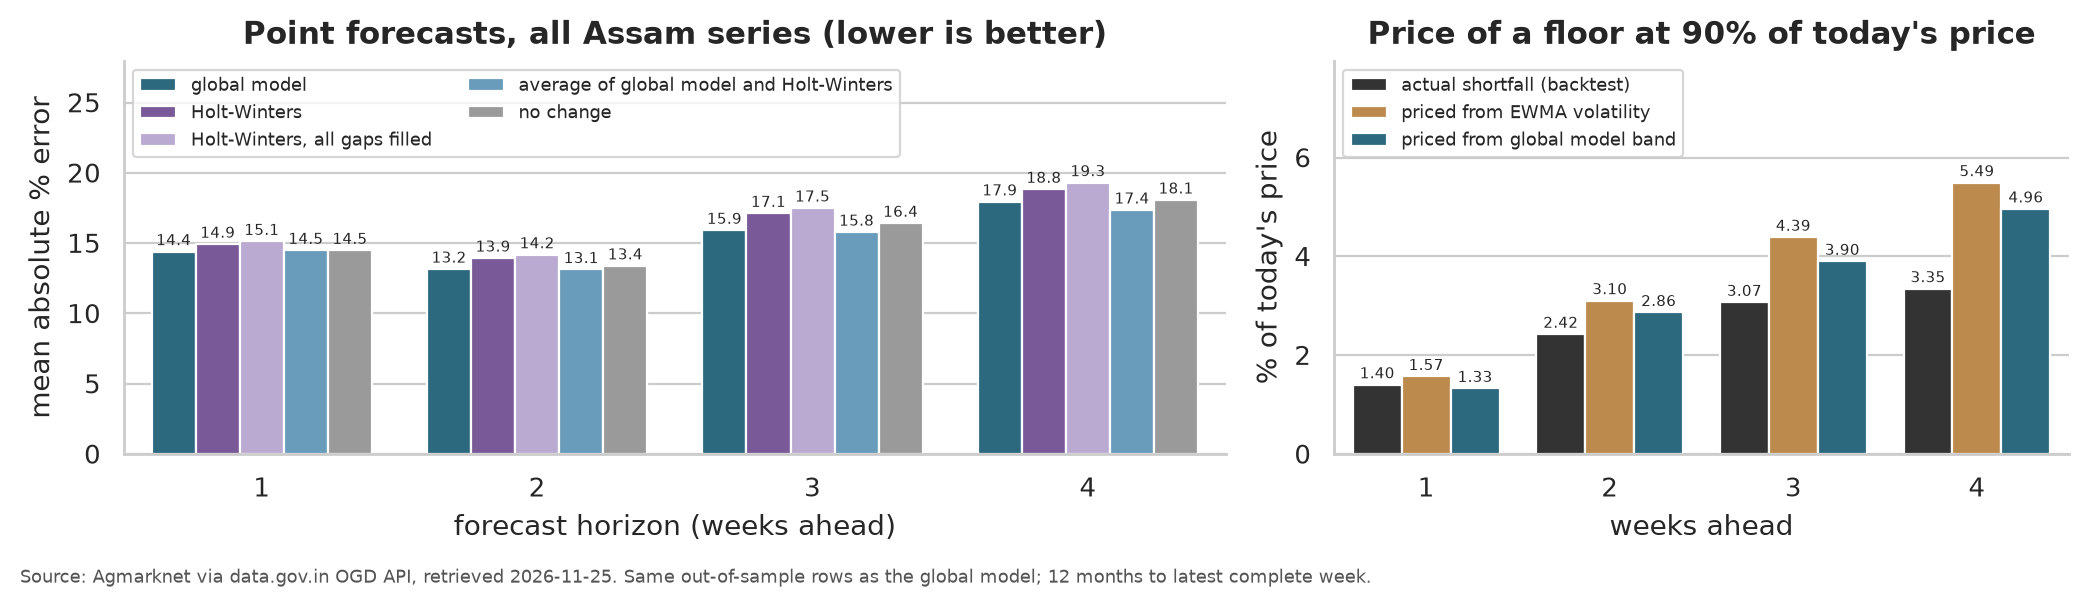 Point forecasts, all Assam series (lower is better)
mean absolute % error
25
20
15
10
5
0
global model
Holt-Winters
Holt-Winters, all gaps filled
average of global model and Holt-Winters
no change
14.4 14.9 15.1 14.5 14.5
13.2 13.9 14.2 13.1 13.4
15.9 17.1 17.5 15.8 16.4
17.9 18.8 19.3 17.4 18.1
1 2 3 4
forecast horizon (weeks ahead)
Price of a floor at 90% of today's price
% of today's price
6
4
2
0
actual shortfall (backtest)
priced from EWMA volatility
priced from global model band
1.40 1.57 1.33
2.42 3.10 2.86
3.07 4.39 3.90
3.35 5.49 4.96
1 2 3 4
weeks ahead
Source: Agmarknet via data.gov.in OGD API, retrieved 2026-11-25. Same out-of-sample rows as the global model; 12 months to latest complete week.